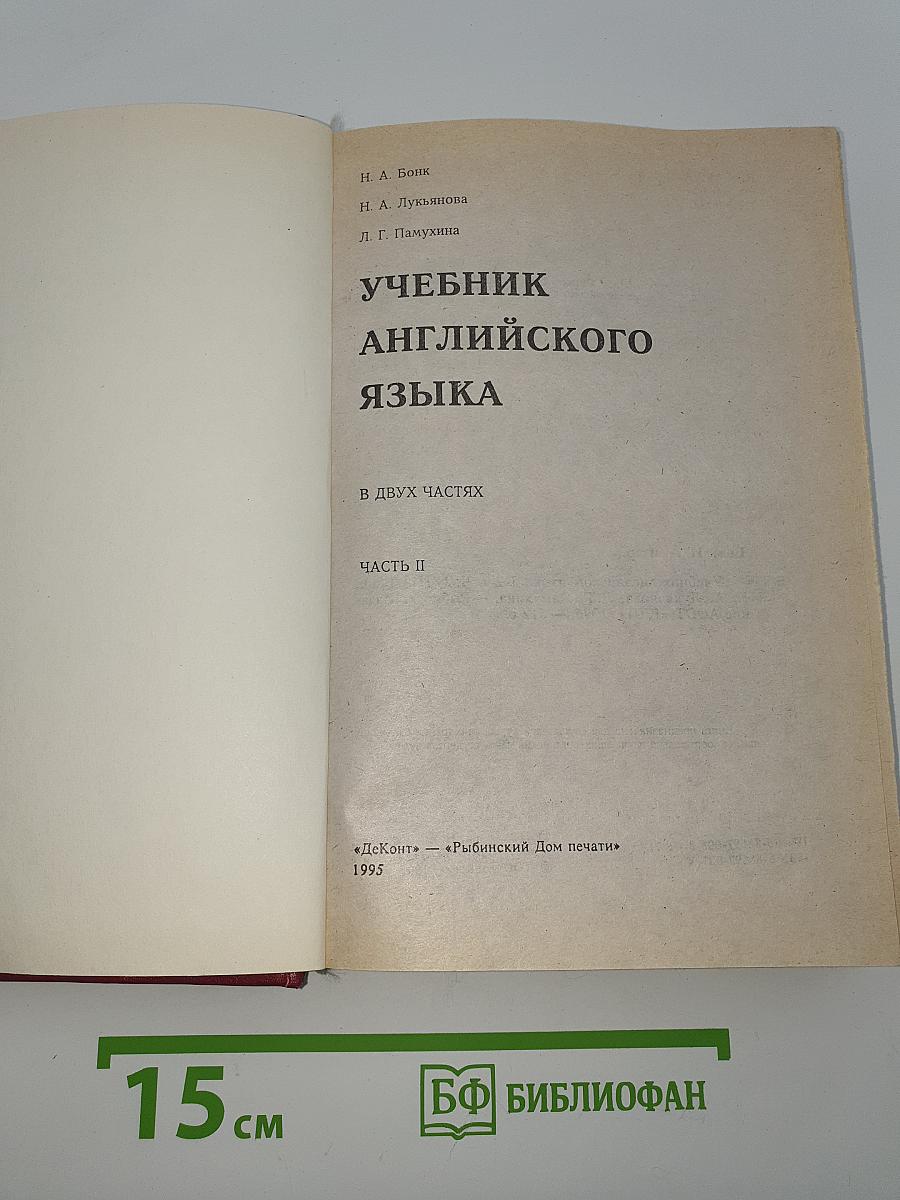 Н. А. Бонк
Н. А. Лукьянова
Л. Г. Памухина
УЧЕБНИК
АНГЛИЙСКОГО
ЯЗЫКА
В ДВУХ ЧАСТЯХ
ЧАСТЬ II
«ДеКонт» — «Рыбинский Дом печати»
1995
15 см
БФ БИБЛИОФАН